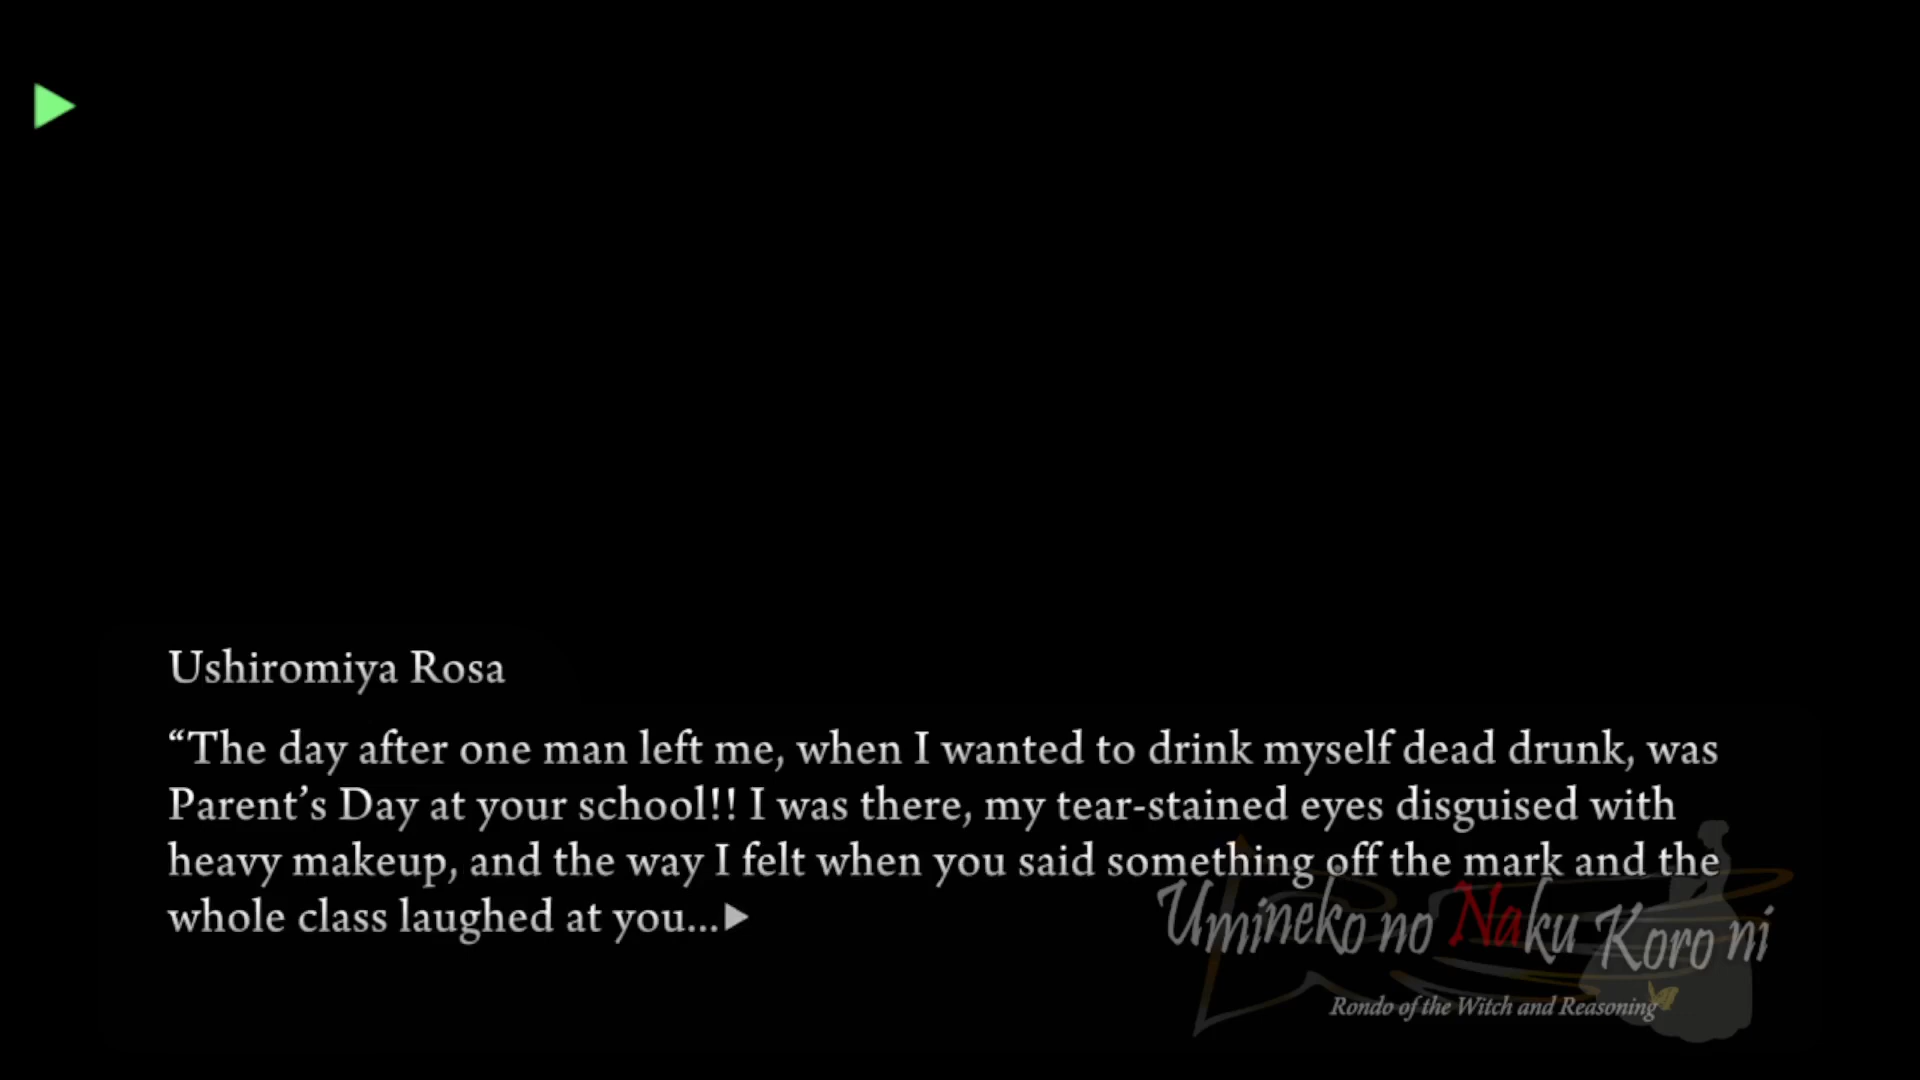 Ushiromiya Rosa
“The day after one man left me, when I wanted to drink myself dead drunk, was
Parent’s Day at your school!! I was there, my tear-stained eyes disguised with
heavy makeup, and the way I felt when you said something off the mark and the
whole class laughed at you...
Umineko no Naku Koro ni
Rondo of the Witch and Reasoning